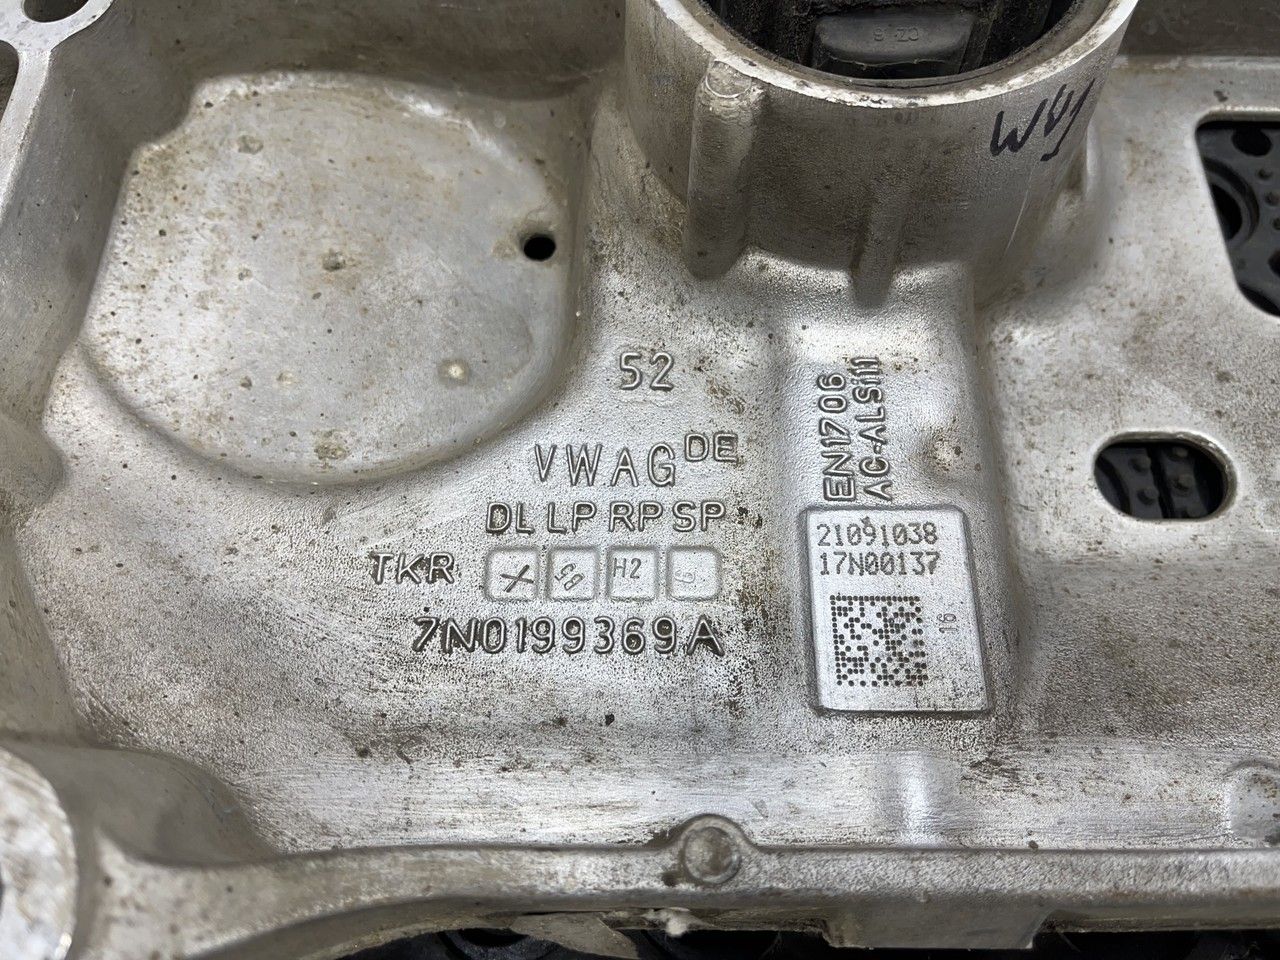 52
VWAG DE
DL LP RP SP
TKR X H2
7N0199369A
EN1706
AC-ALSi11
21091038
17N00137
16